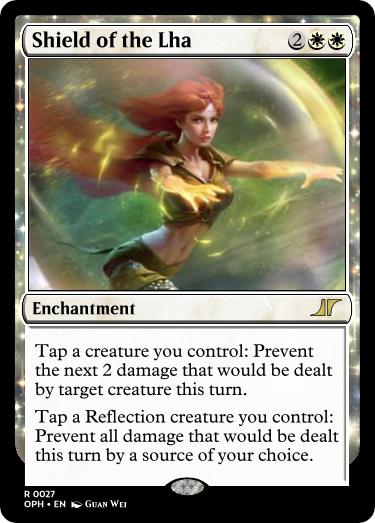 Shield of the Lha 2
Enchantment
Tap a creature you control: Prevent
the next 2 damage that would be dealt
by target creature this turn.
Tap a Reflection creature you control:
Prevent all damage that would be dealt
this turn by a source of your choice.
R 0027
OPH • EN Guan Wei